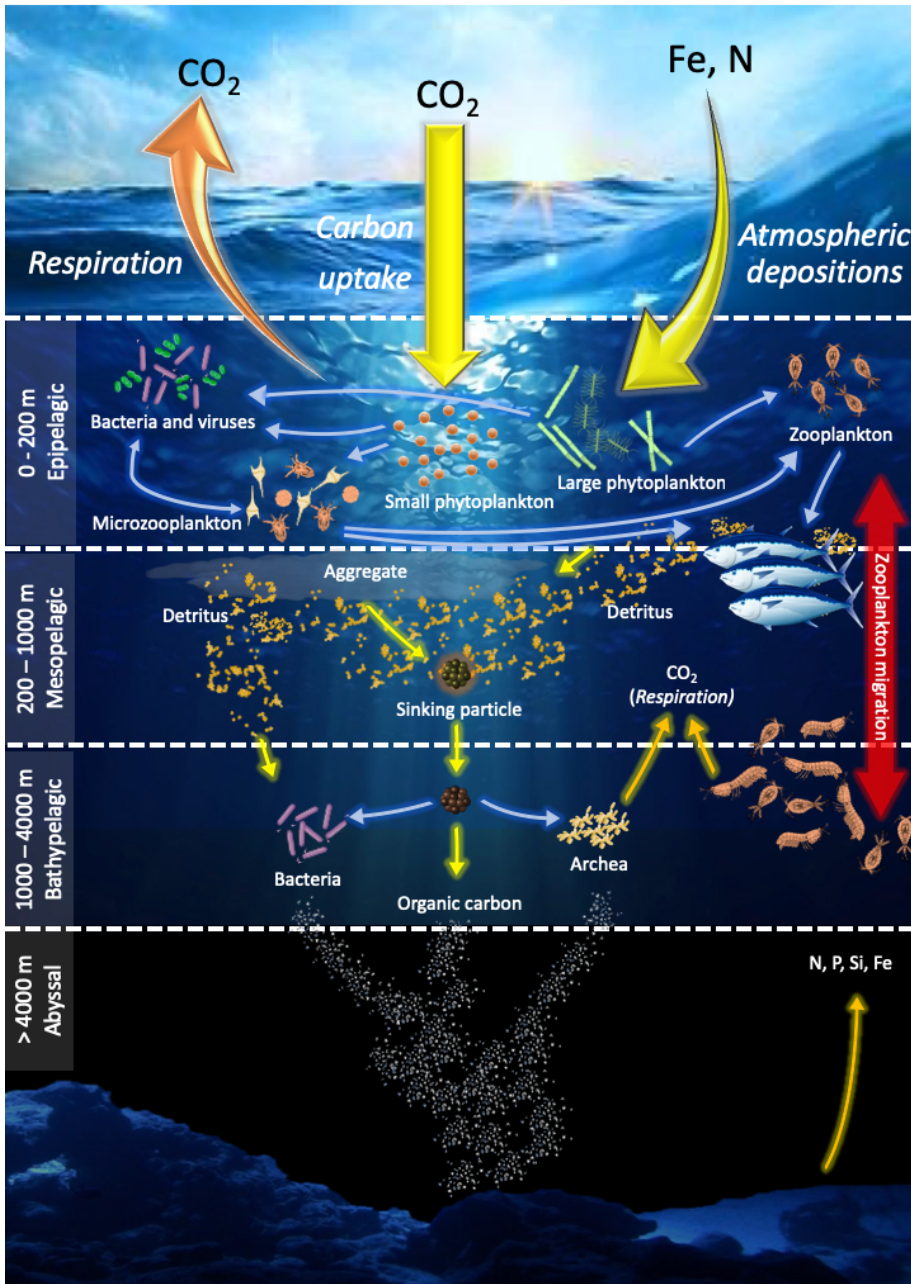 CO₂
CO₂
Fe, N
Respiration
Carbon
uptake
Atmospheric
depositions
0 - 200 m
Epipelagic
Bacteria and viruses
Zooplankton
Small phytoplankton
Large phytoplankton
Microzooplankton
200 – 1000 m
Mesopelagic
Aggregate
Detritus
Detritus
Zooplankton migration
CO₂
(Respiration)
Sinking particle
1000 – 4000 m
Bathypelagic
Bacteria
Archea
Organic carbon
> 4000 m
Abyssal
N, P, Si, Fe